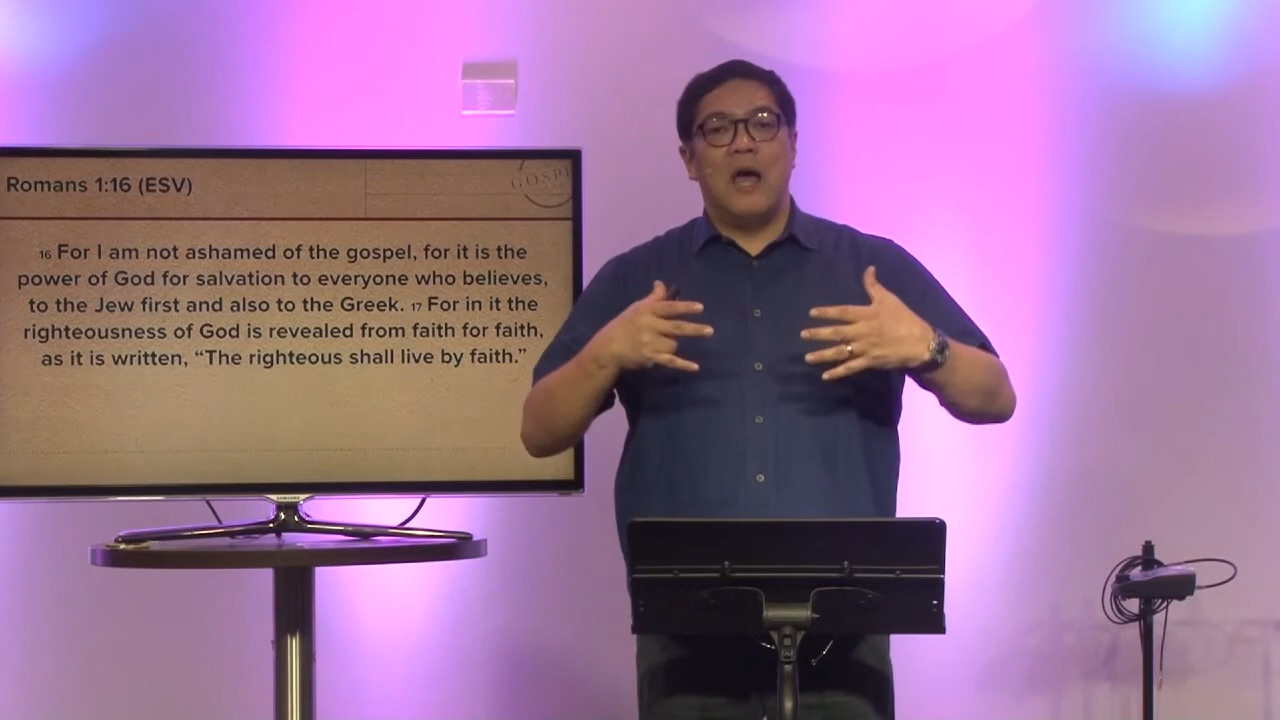 Romans 1:16 (ESV)
16 For I am not ashamed of the gospel, for it is the
power of God for salvation to everyone who believes,
to the Jew first and also to the Greek. 17 For in it the
righteousness of God is revealed from faith for faith,
as it is written, “The righteous shall live by faith.”
SAMSUNG